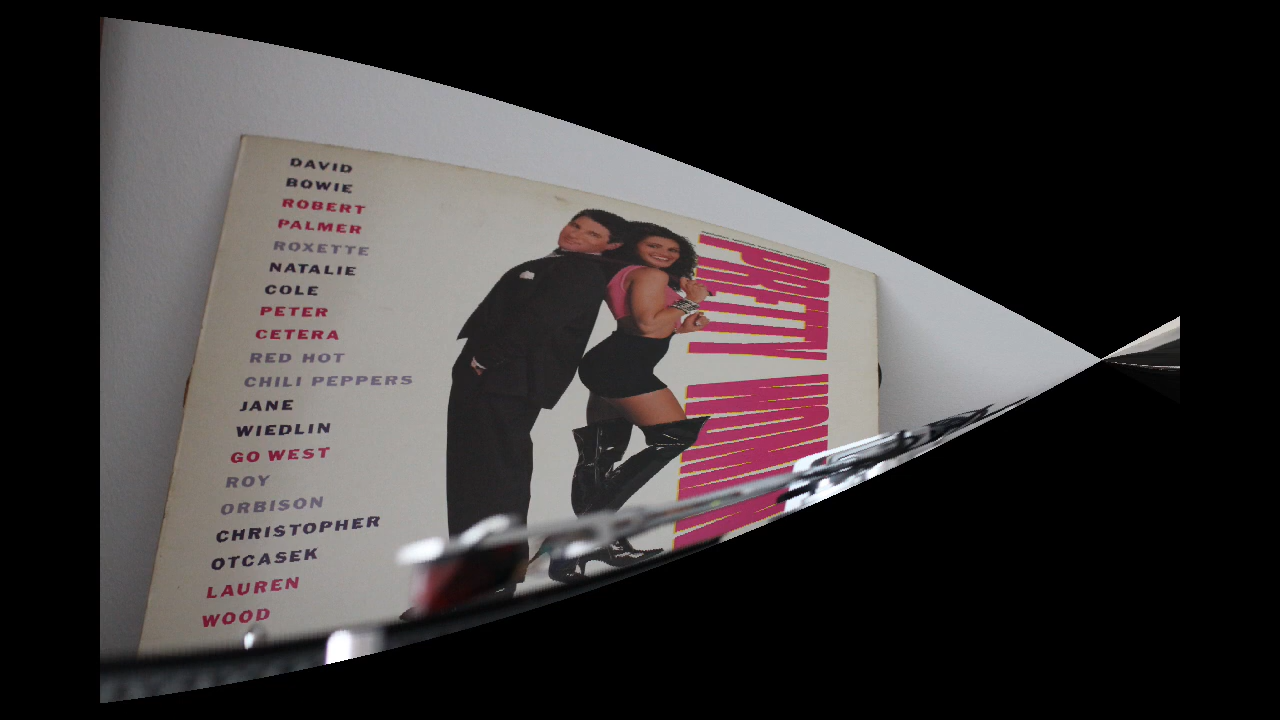 DAVID
BOWIE
ROBERT
PALMER
ROXETTE
NATALIE
COLE
PETER
CETERA
RED HOT
CHILI PEPPERS
JANE
WIEDLIN
GO WEST
ROY
ORBISON
CHRISTOPHER
OTCASEK
LAUREN
WOOD
PRETTY WOMAN